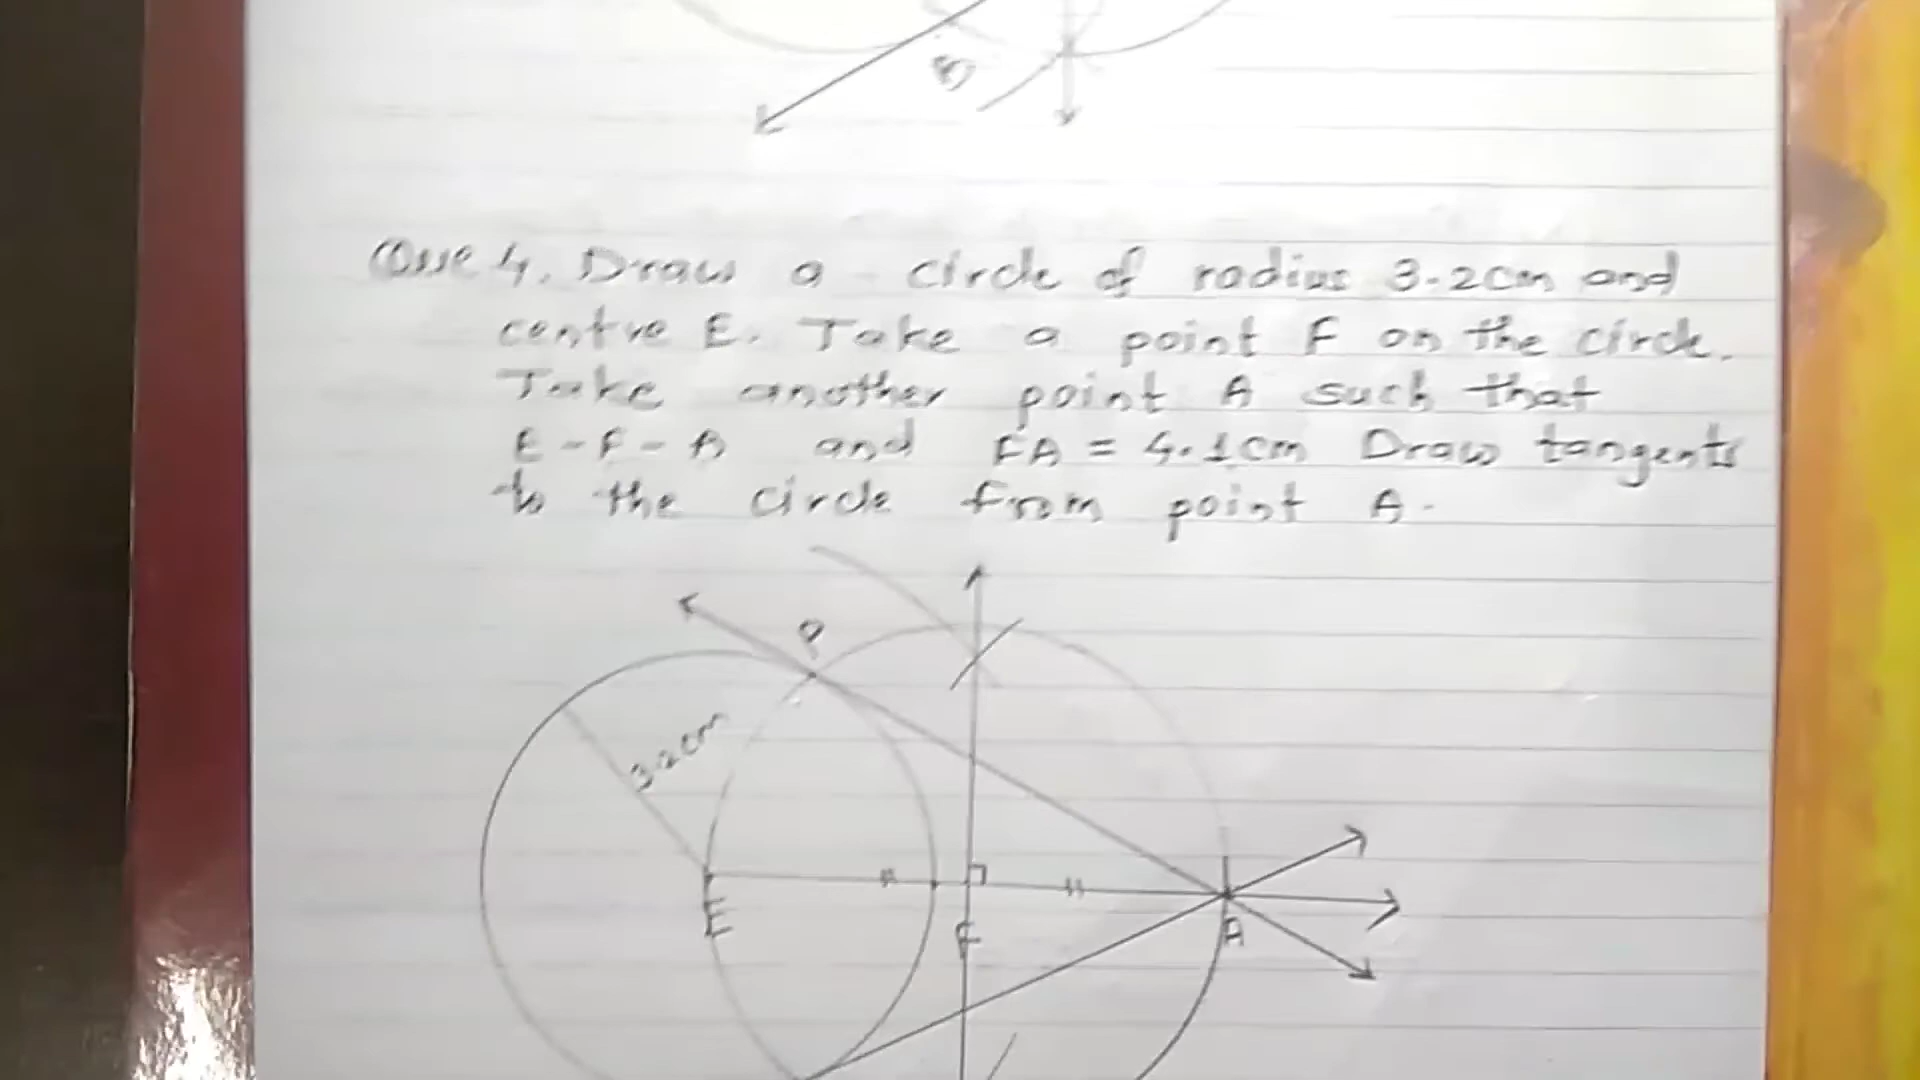 B
Que 4. Draw a circle of radius 3.2cm and
centre E. Take a point F on the circle.
Take another point A such that
E - F - A and FA = 4.1cm Draw tangents
to the circle from point A.
P
3.2cm
E
F
A